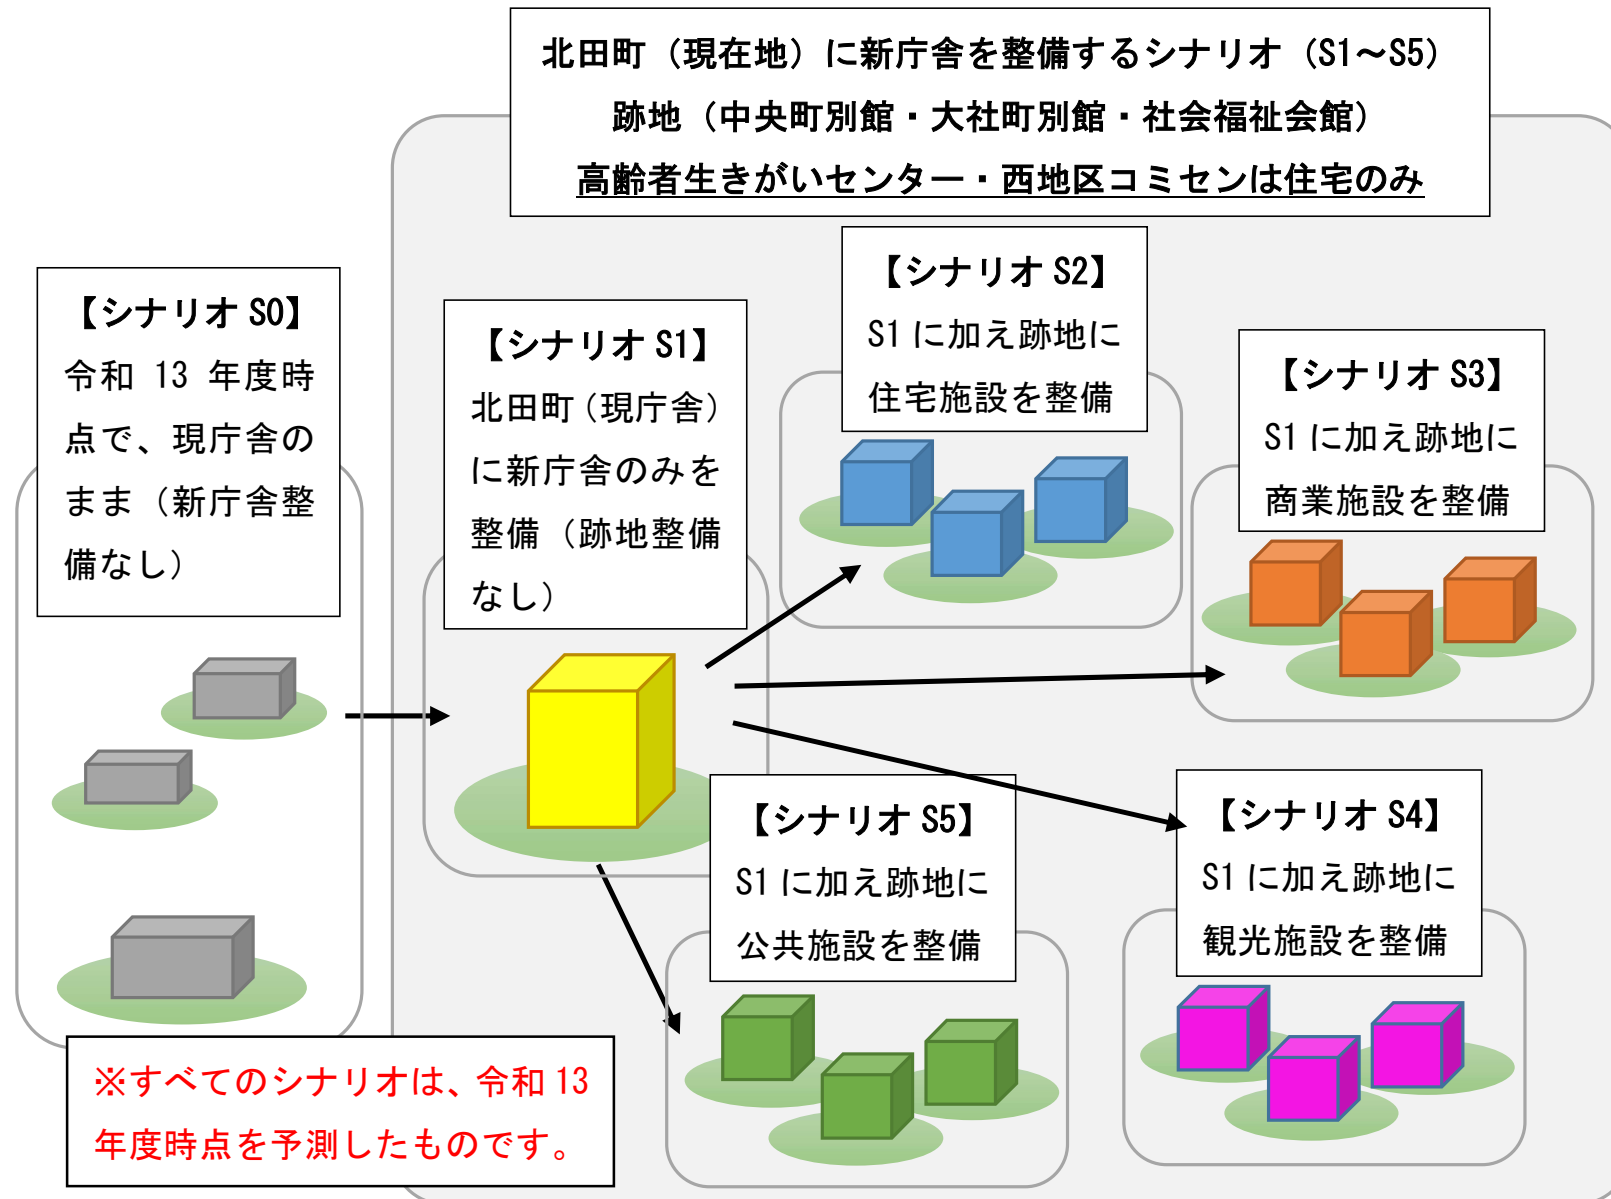 北田町（現在地）に新庁舎を整備するシナリオ（S1～S5）
跡地（中央町別館・大社町別館・社会福祉会館）
高齢者生きがいセンター・西地区コミセンは住宅のみ
【シナリオ S0】
令和 13 年度時
点で、現庁舎の
まま（新庁舎整
備なし）
【シナリオ S1】
北田町（現庁舎）
に新庁舎のみを
整備（跡地整備
なし）
【シナリオ S2】
S1 に加え跡地に
住宅施設を整備
【シナリオ S3】
S1 に加え跡地に
商業施設を整備
【シナリオ S5】
S1 に加え跡地に
公共施設を整備
【シナリオ S4】
S1 に加え跡地に
観光施設を整備
※すべてのシナリオは、令和 13
年度時点を予測したものです。